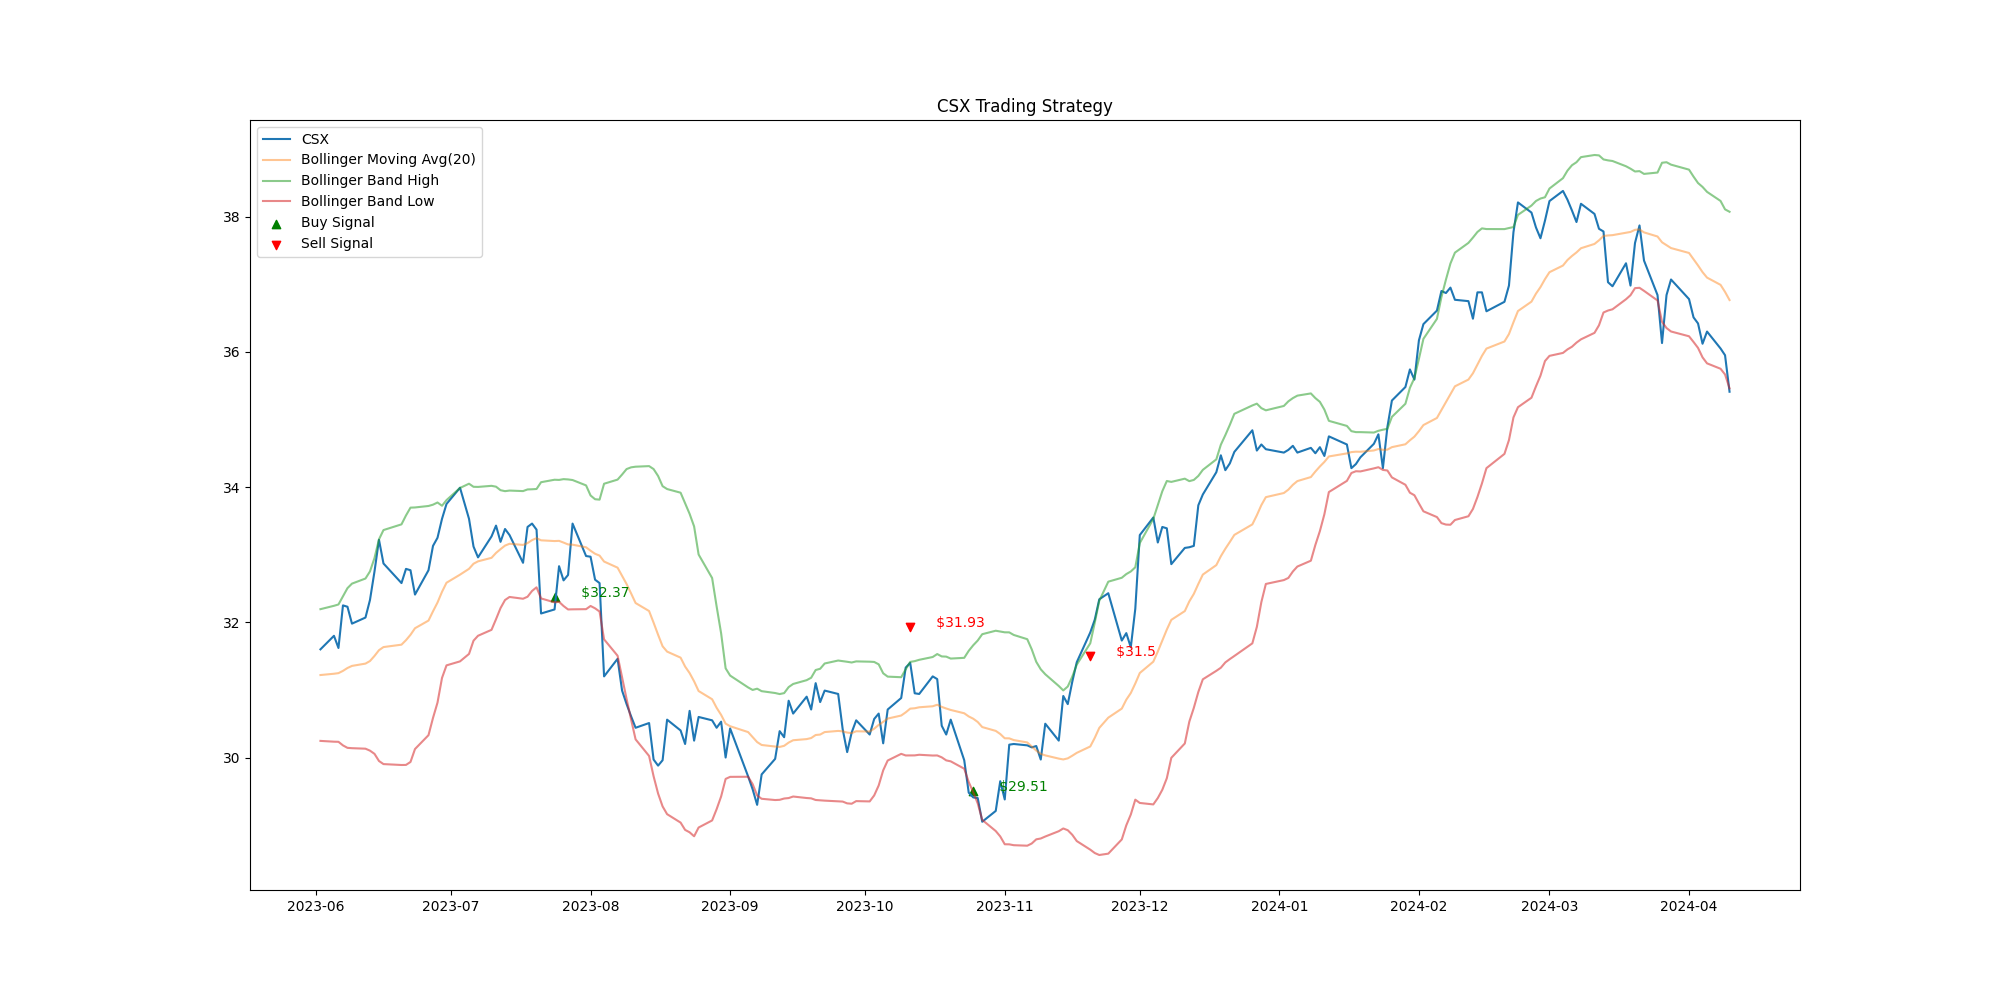 CSX Trading Strategy
CSX
Bollinger Moving Avg(20)
Bollinger Band High
Bollinger Band Low
Buy Signal
Sell Signal
38
36
34
32
30
$32.37
$31.93
$31.5
$29.51
2023-06
2023-07
2023-08
2023-09
2023-10
2023-11
2023-12
2024-01
2024-02
2024-03
2024-04